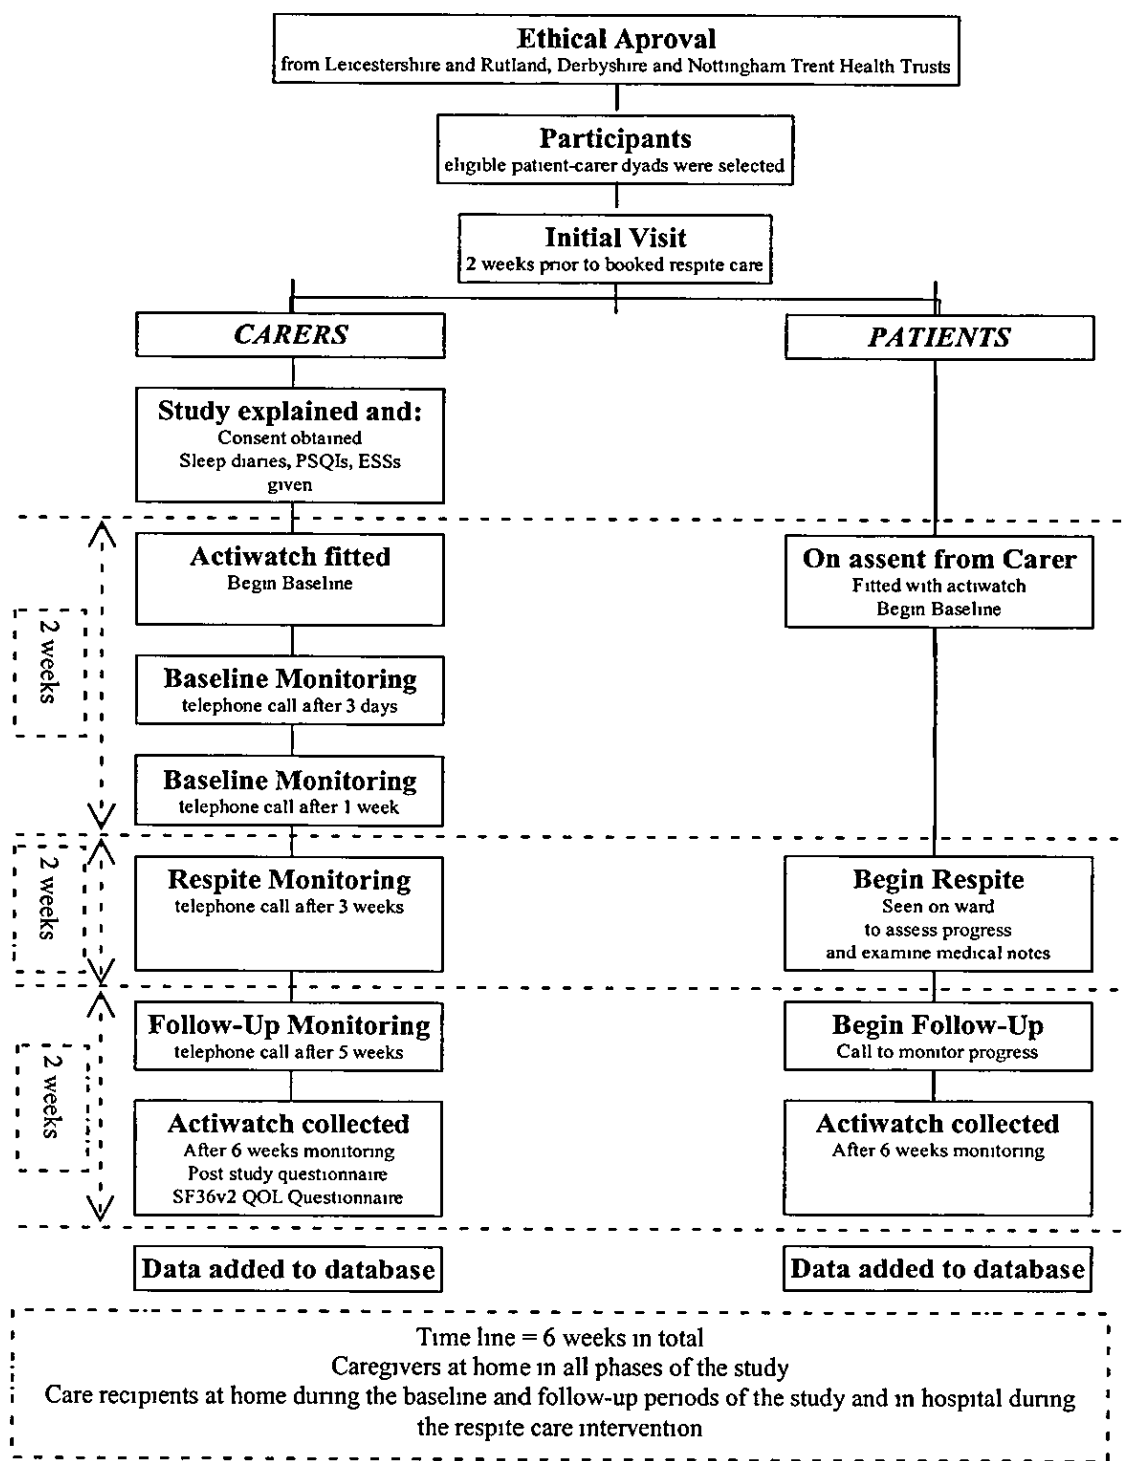 Ethical Aproval
from Leicestershire and Rutland, Derbyshire and Nottingham Trent Health Trusts
Participants
eligible patient-carer dyads were selected
Initial Visit
2 weeks prior to booked respite care
CARERS
PATIENTS
Study explained and:
Consent obtained
Sleep diaries, PSQIs, ESSs
given
2 weeks
Actiwatch fitted
Begin Baseline
On assent from Carer
Fitted with actiwatch
Begin Baseline
Baseline Monitoring
telephone call after 3 days
Baseline Monitoring
telephone call after 1 week
2 weeks
Respite Monitoring
telephone call after 3 weeks
Begin Respite
Seen on ward
to assess progress
and examine medical notes
2 weeks
Follow-Up Monitoring
telephone call after 5 weeks
Begin Follow-Up
Call to monitor progress
Actiwatch collected
After 6 weeks monitoring
Post study questionnaire
SF36v2 QOL Questionnaire
Actiwatch collected
After 6 weeks monitoring
Data added to database
Data added to database
Time line = 6 weeks in total
Caregivers at home in all phases of the study
Care recipients at home during the baseline and follow-up periods of the study and in hospital during
the respite care intervention